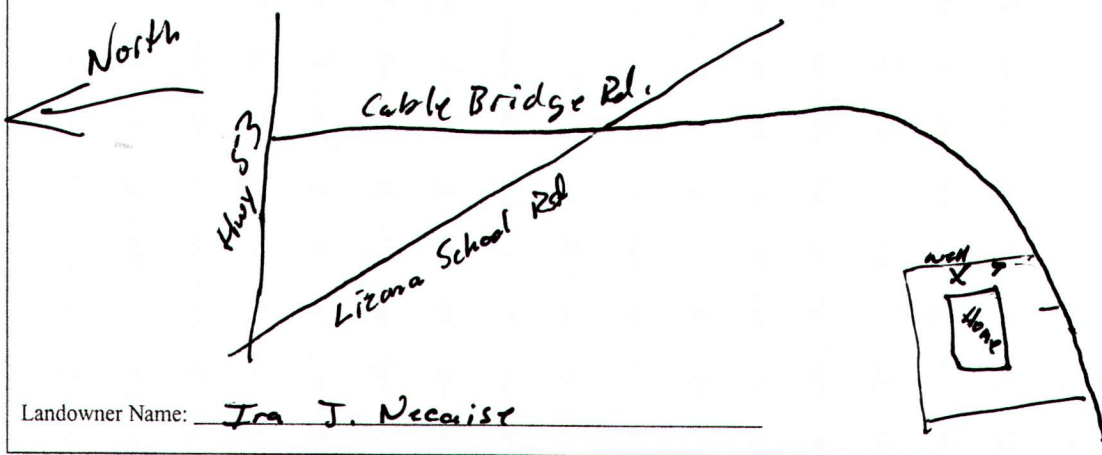 North
Cable Bridge Rd.
Hwy 53
Lizana School Rd
well
X
Home
Landowner Name: Ira J. Necaise